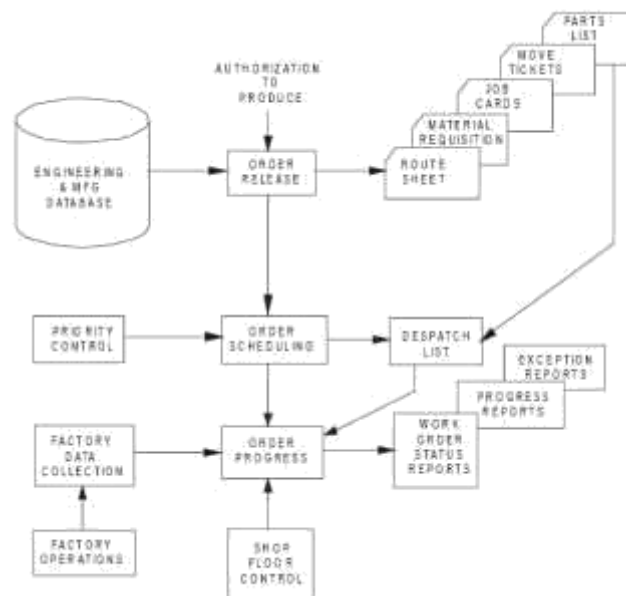 PARTS
LIST
MOVE
TICKETS
AUTHORIZATION
TO
PRODUCE
JOB
CARDS
MATERIAL
REQUISITION
ROUTE
SHEET
ORDER
RELEASE
ENGINEERING
& MFG
DATABASE
PRIORITY
CONTROL
ORDER
SCHEDULING
DESPATCH
LIST
EXCEPTION
REPORTS
PROGRESS
REPORTS
WORK
ORDER
STATUS
REPORTS
FACTORY
DATA
COLLECTION
ORDER
PROGRESS
FACTORY
OPERATIONS
SHOP
FLOOR
CONTROL